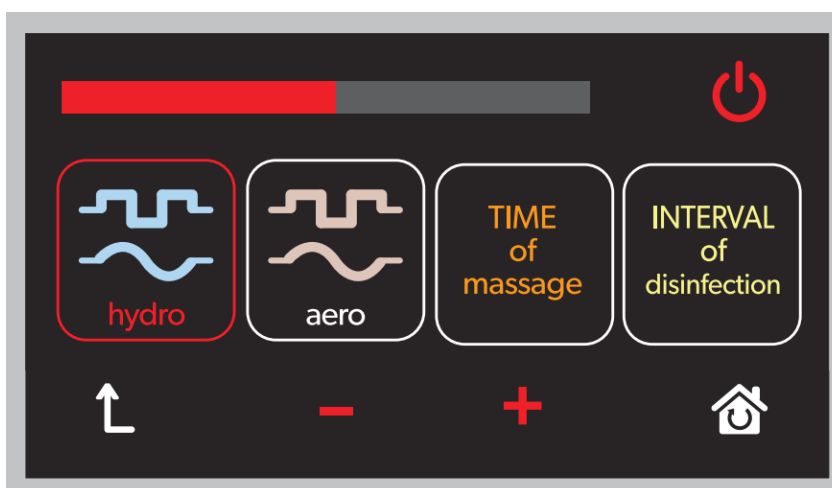 hydro
aero
TIME
of
massage
INTERVAL
of
disinfection